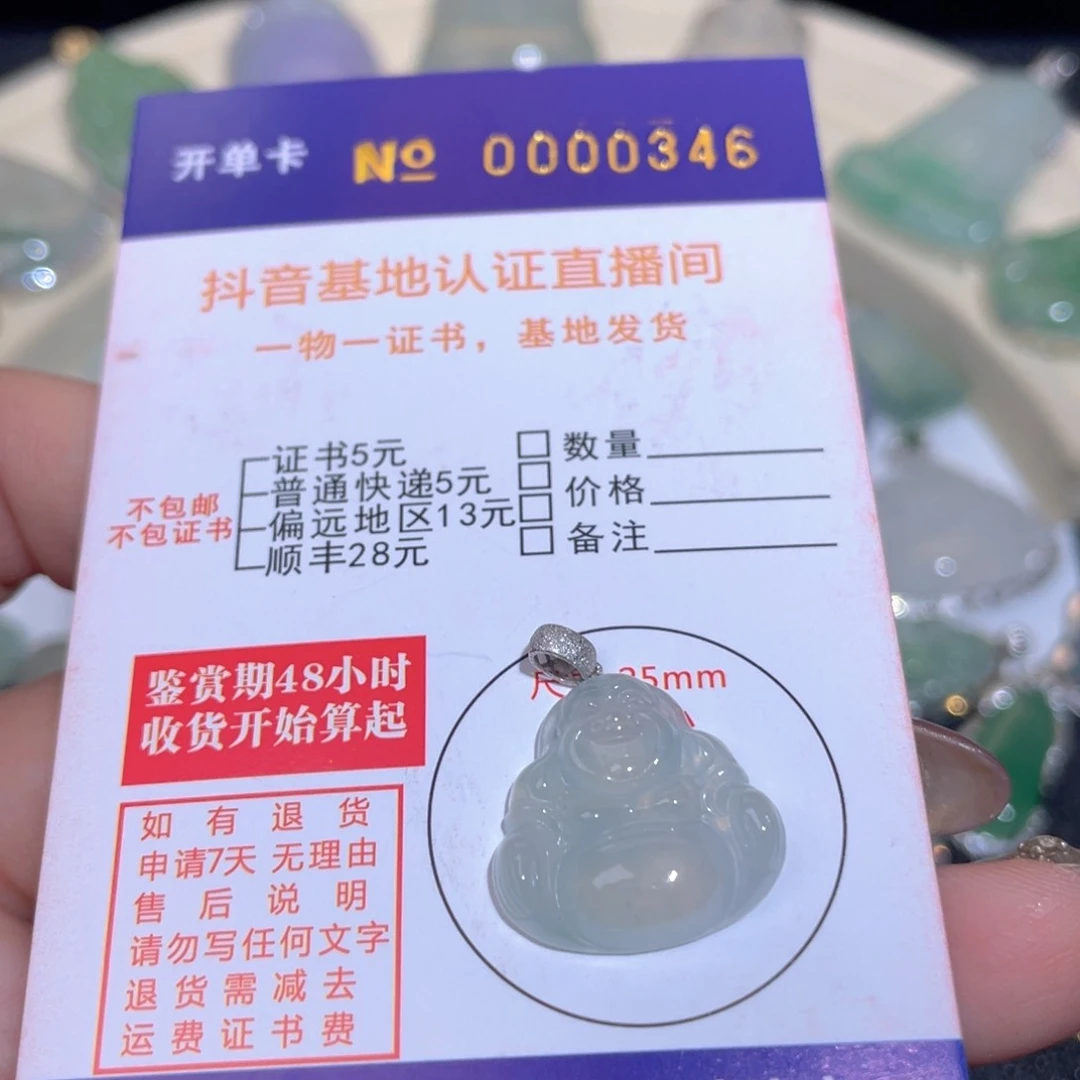 开单卡 No 0000346
抖音基地认证直播间
一物一证书，基地发货
不包邮
不包证书
证书5元
普通快递5元
偏远地区13元
顺丰28元
数量
价格
备注
鉴赏期48小时
收货开始算起
35mm
如有退货
申请7天无理由
售后说明
请勿写任何文字
退货需减去
运费证书费